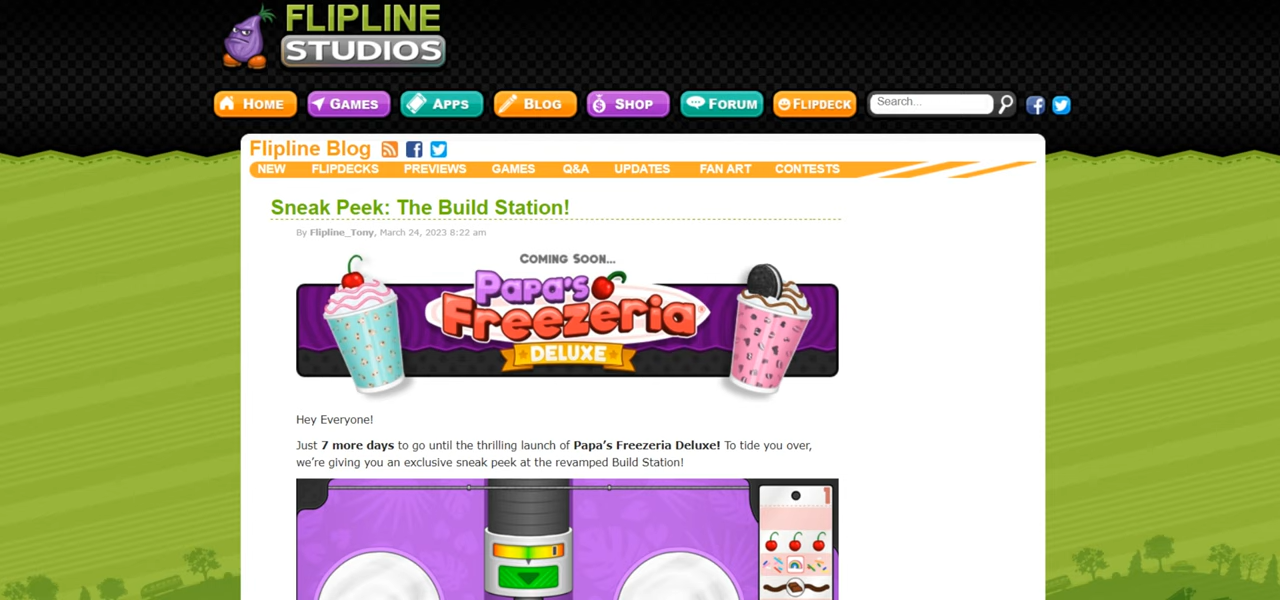 FLIPLINE
STUDIOS
HOME GAMES APPS BLOG SHOP FORUM FLIPDECK Search...
Flipline Blog
NEW FLIPDECKS PREVIEWS GAMES Q&A UPDATES FAN ART CONTESTS
Sneak Peek: The Build Station!
By Flipline_Tony, March 24, 2023 8:22 am
COMING SOON...
PAPA'S
Freezeria
DELUXE
Hey Everyone!
Just 7 more days to go until the thrilling launch of Papa’s Freezeria Deluxe! To tide you over,
we’re giving you an exclusive sneak peek at the revamped Build Station!
1